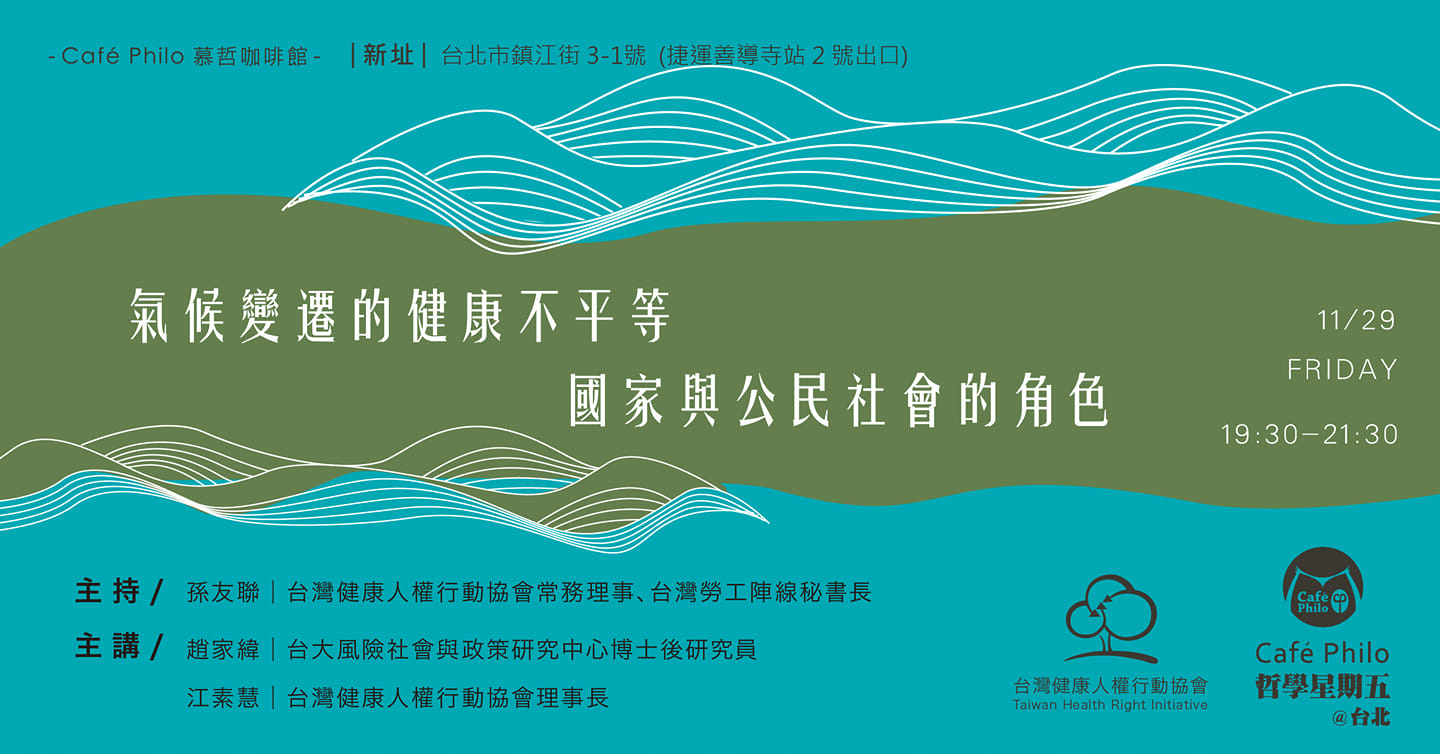 - Café Philo 慕哲咖啡館 - |新址| 台北市鎮江街 3-1號 (捷運善導寺站 2 號出口)
氣候變遷的健康不平等
國家與公民社會的角色
11/29
FRIDAY
19:30–21:30
主持/ 孫友聯|台灣健康人權行動協會常務理事、台灣勞工陣線秘書長
主講/ 趙家緯|台大風險社會與政策研究中心博士後研究員
江素慧|台灣健康人權行動協會理事長
台灣健康人權行動協會
Taiwan Health Right Initiative
Café
Philo
CP
Café Philo
哲學星期五
@台北